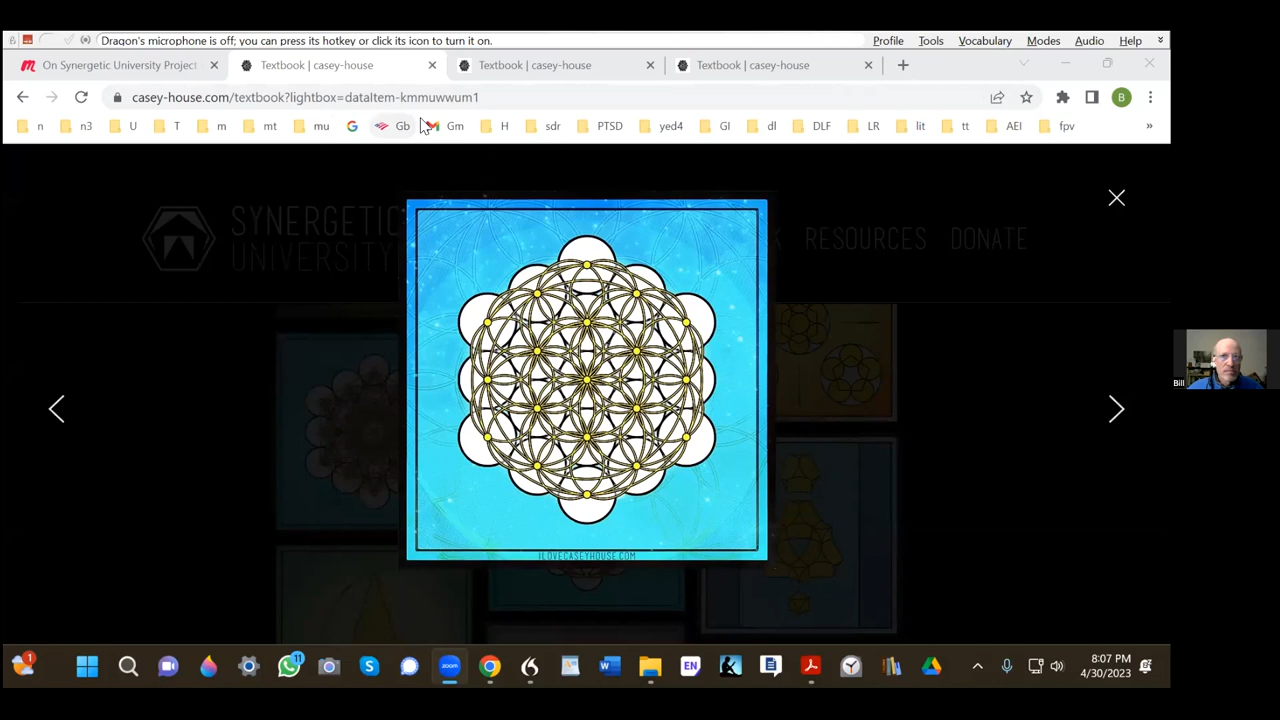 Dragon's microphone is off; you can press its hotkey or click its icon to turn it on.
Profile Tools Vocabulary Modes Audio Help
On Synergetic University Project
Textbook | casey-house
Textbook | casey-house
Textbook | casey-house
casey-house.com/textbook?lightbox=dataItem-kmmuwwum1
B
n n3 U T m mt mu Gb Gm H sdr PTSD yed4 GI dl DLF LR lit tt AEI fpv »
SYNERGETIC
UNIVERSITY
RESOURCES DONATE
ILOVECASEYHOUSE.COM
Bill
1
11
zoom
EN
8:07 PM
4/30/2023